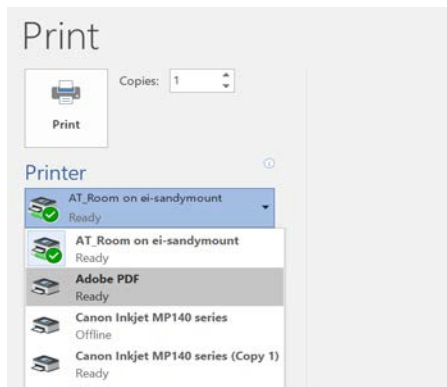 Print
Copies: 1
Print
Printer
AT_Room on ei-sandymount
Ready
AT_Room on ei-sandymount
Ready
Adobe PDF
Ready
Canon Inkjet MP140 series
Offline
Canon Inkjet MP140 series (Copy 1)
Ready